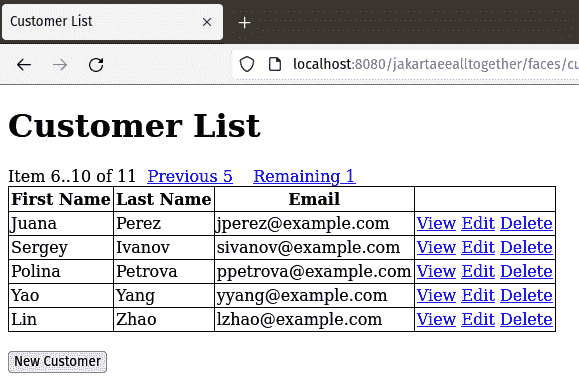 Customer List
localhost:8080/jakartaeealltogether/faces/cu
Customer List
Item 6..10 of 11 Previous 5 Remaining 1
First Name Last Name Email
Juana Perez jperez@example.com View Edit Delete
Sergey Ivanov sivanov@example.com View Edit Delete
Polina Petrova ppetrova@example.com View Edit Delete
Yao Yang yyang@example.com View Edit Delete
Lin Zhao lzhao@example.com View Edit Delete
New Customer